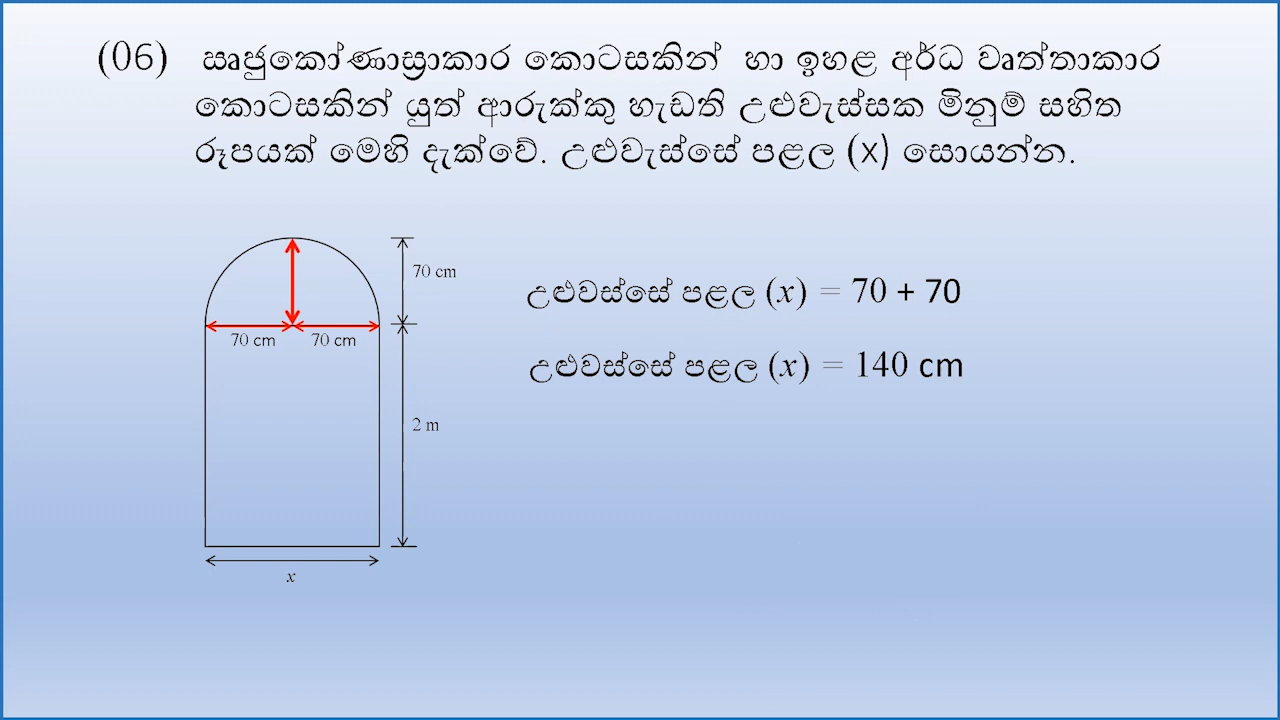 (06) ඍජුකෝණාස්‍රාකාර කොටසකින් හා ඉහළ අර්ධ වෘත්තාකාර
කොටසකින් යුත් ආරුක්කු හැඩති උළුවැස්සක මිනුම් සහිත
රූපයක් මෙහි දැක්වේ. උළුවැස්සේ පළල (x) සොයන්න.
70 cm
70 cm 70 cm
2 m
x
උළුවස්සේ පළල (x) = 70 + 70
උළුවස්සේ පළල (x) = 140 cm